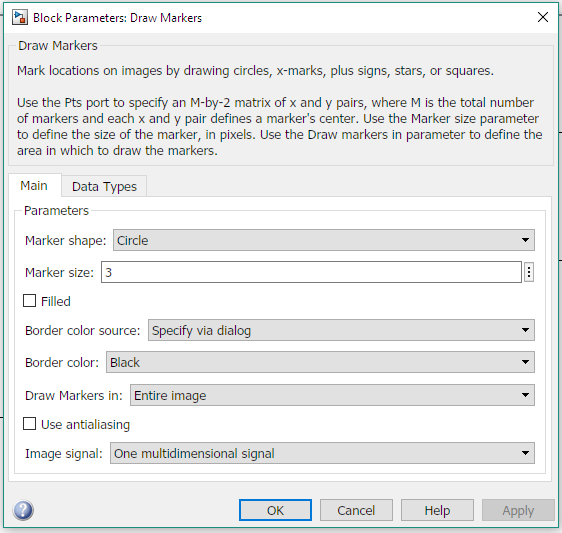 Block Parameters: Draw Markers
Draw Markers
Mark locations on images by drawing circles, x-marks, plus signs, stars, or squares.
Use the Pts port to specify an M-by-2 matrix of x and y pairs, where M is the total number
of markers and each x and y pair defines a marker's center. Use the Marker size parameter
to define the size of the marker, in pixels. Use the Draw markers in parameter to define the
area in which to draw the markers.
Main Data Types
Parameters
Marker shape: Circle
Marker size: 3
Filled
Border color source: Specify via dialog
Border color: Black
Draw Markers in: Entire image
Use antialiasing
Image signal: One multidimensional signal
OK Cancel Help Apply